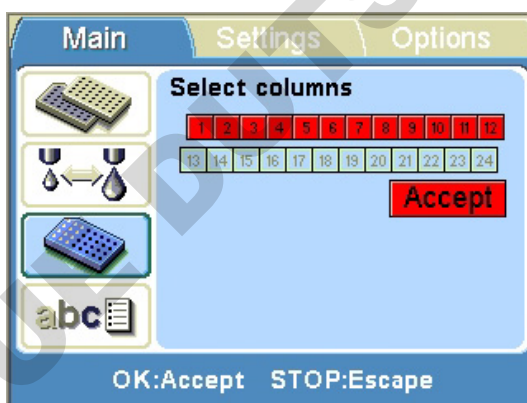 Main Settings Options
Select columns
1 2 3 4 5 6 7 8 9 10 11 12
13 14 15 16 17 18 19 20 21 22 23 24
Accept
abc
OK:Accept STOP:Escape